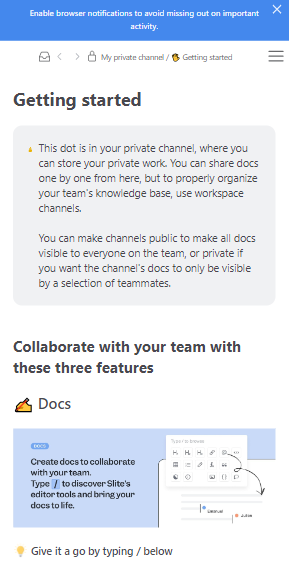 Enable browser notifications to avoid missing out on important
activity.
My private channel / Getting started
Getting started
This dot is in your private channel, where you
can store your private work. You can share docs
one by one from here, but to properly organize
your team's knowledge base, use workspace
channels.
You can make channels public to make all docs
visible to everyone on the team, or private if
you want the channel's docs to only be visible
by a selection of teammates.
Collaborate with your team with
these three features
Docs
DOCS
Create docs to collaborate
with your team.
Type / to discover Slite's
editor tools and bring your
docs to life.
Type / to browse
H₁ H₂ H₃
Julian
Give it a go by typing / below